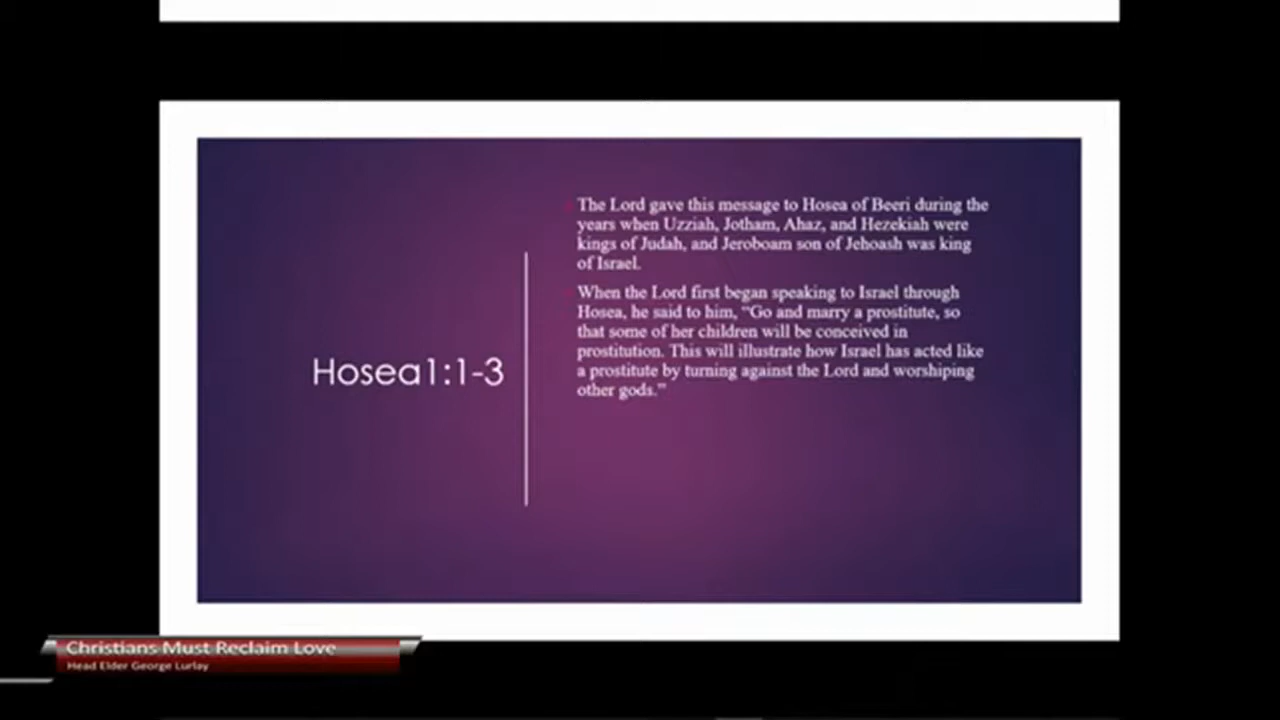 The Lord gave this message to Hosea of Beeri during the
years when Uzziah, Jotham, Ahaz, and Hezekiah were
kings of Judah, and Jeroboam son of Jehoash was king
of Israel.
When the Lord first began speaking to Israel through
Hosea, he said to him, “Go and marry a prostitute, so
that some of her children will be conceived in
prostitution. This will illustrate how Israel has acted like
a prostitute by turning against the Lord and worshiping
other gods.”
Hosea1:1-3
Christians Must Reclaim Love
Head Elder George Lurlay